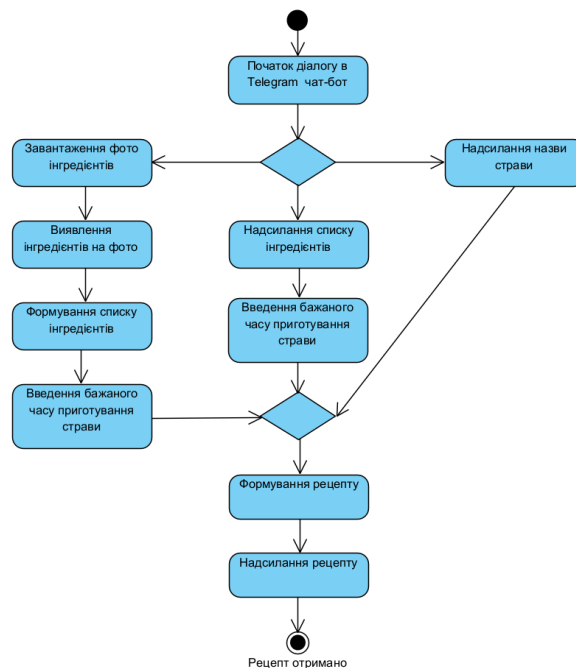 Початок діалогу в
Telegram чат-бот
Завантаження фото
інгредієнтів
Надсилання назви
страви
Виявлення
інгредієнтів на фото
Надсилання списку
інгредієнтів
Формування списку
інгредієнтів
Введення бажаного
часу приготування
страви
Введення бажаного
часу приготування
страви
Формування рецепту
Надсилання рецепту
Рецепт отримано